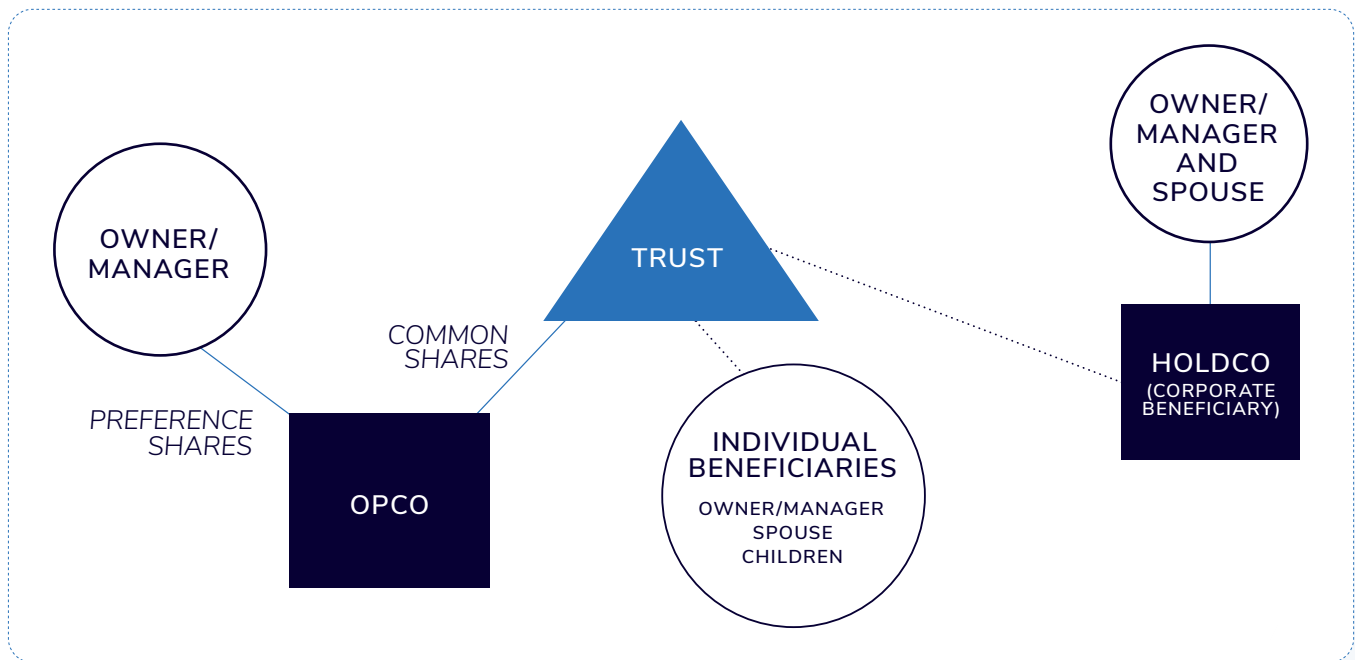 OWNER/
MANAGER
PREFERENCE
SHARES
COMMON
SHARES
OPCO
TRUST
INDIVIDUAL
BENEFICIARIES
OWNER/MANAGER
SPOUSE
CHILDREN
OWNER/
MANAGER
AND
SPOUSE
HOLDCO
(CORPORATE
BENEFICIARY)